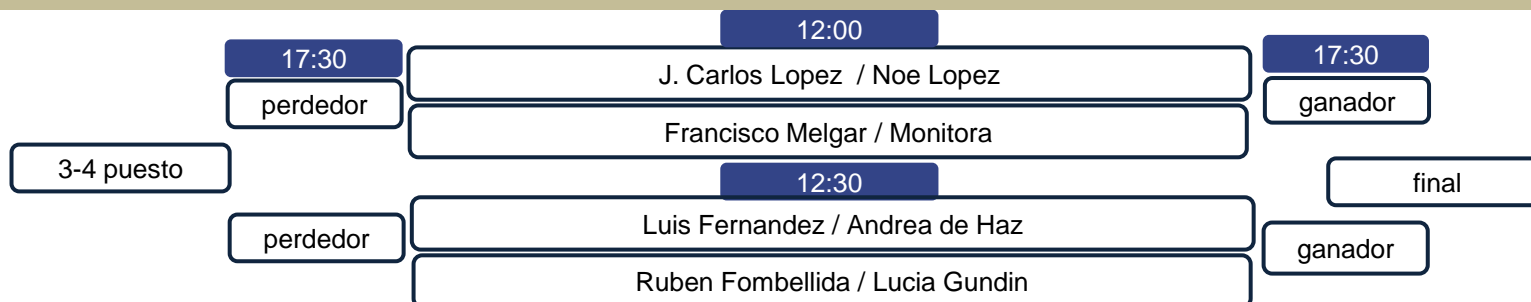 12:00
17:30
17:30
J. Carlos Lopez / Noe Lopez
perdedor
ganador
Francisco Melgar / Monitora
3-4 puesto
12:30
final
Luis Fernandez / Andrea de Haz
perdedor
ganador
Ruben Fombellida / Lucia Gundin